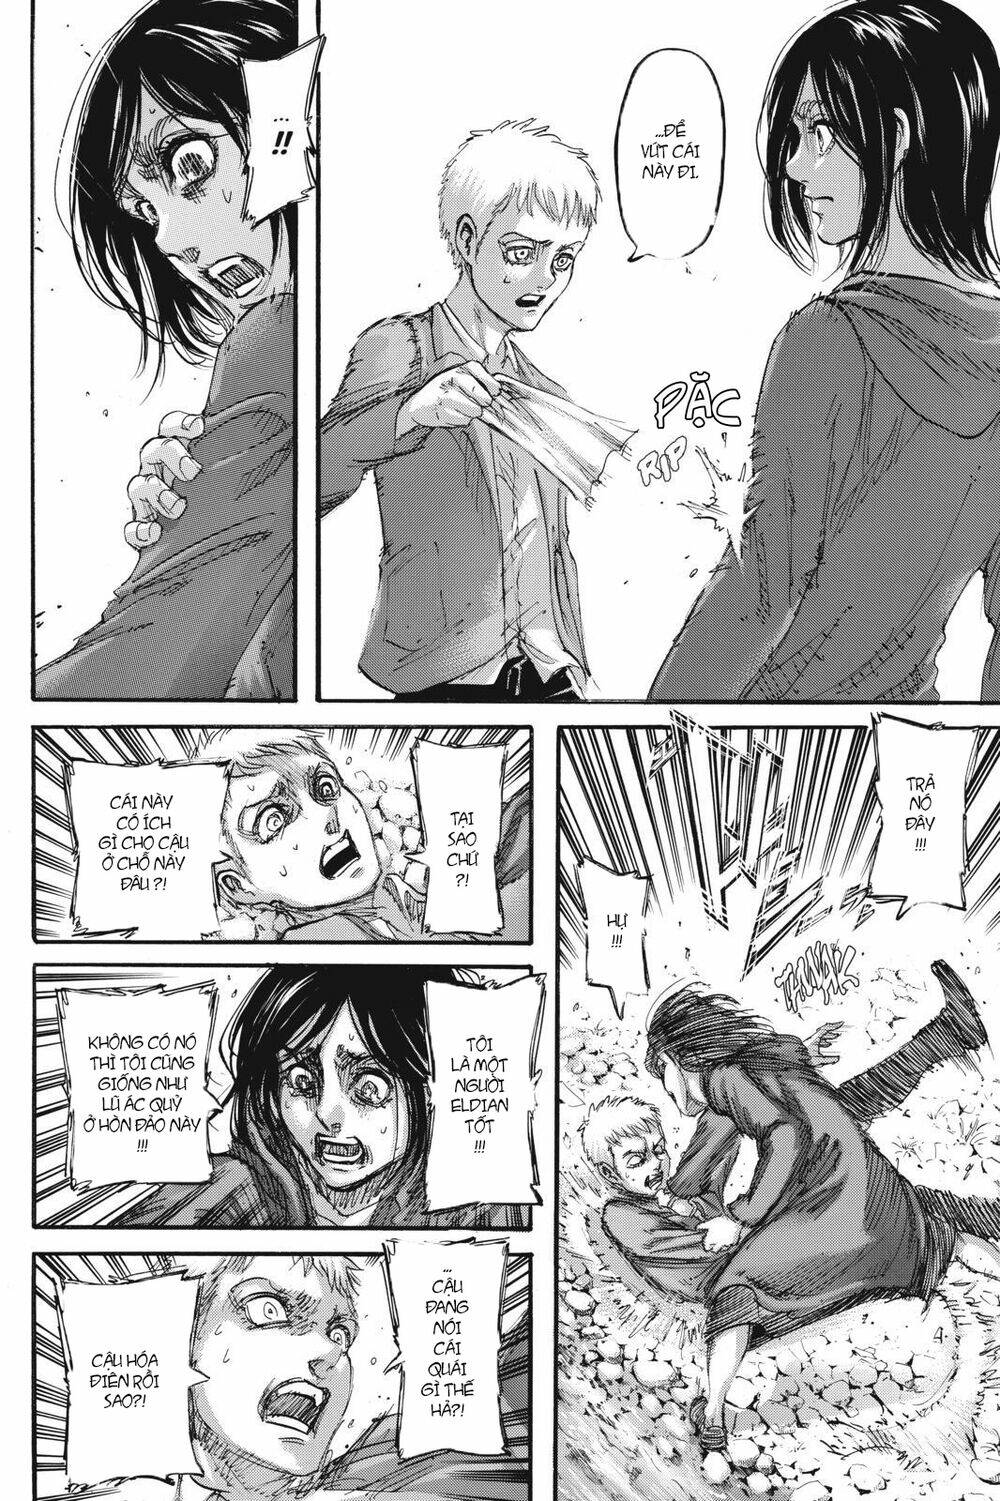 ...ĐỂ
VỨT CÁI
NÀY ĐI.
PẶC
RIP
...
!!
TRẢ
NÓ
ĐÂY
!!!
HỰ
!!!
TẠI
SAO CHỨ
?!
CÁI NÀY
CÓ ÍCH
GÌ CHO CẬU
Ở CHỖ NÀY
ĐÂU ?!
TÔI
LÀ MỘT
NGƯỜI
ELDIAN
TỐT
!!!
KHÔNG CÓ NÓ
THÌ TÔI CŨNG
GIỐNG NHƯ
LŨ ÁC QUỶ
Ở HÒN ĐẢO NÀY
!!!
...
CẬU
ĐANG
NÓI
CÁI
QUÁI
GÌ THẾ
HẢ?!
CẬU HÓA
ĐIÊN RỒI
SAO?!